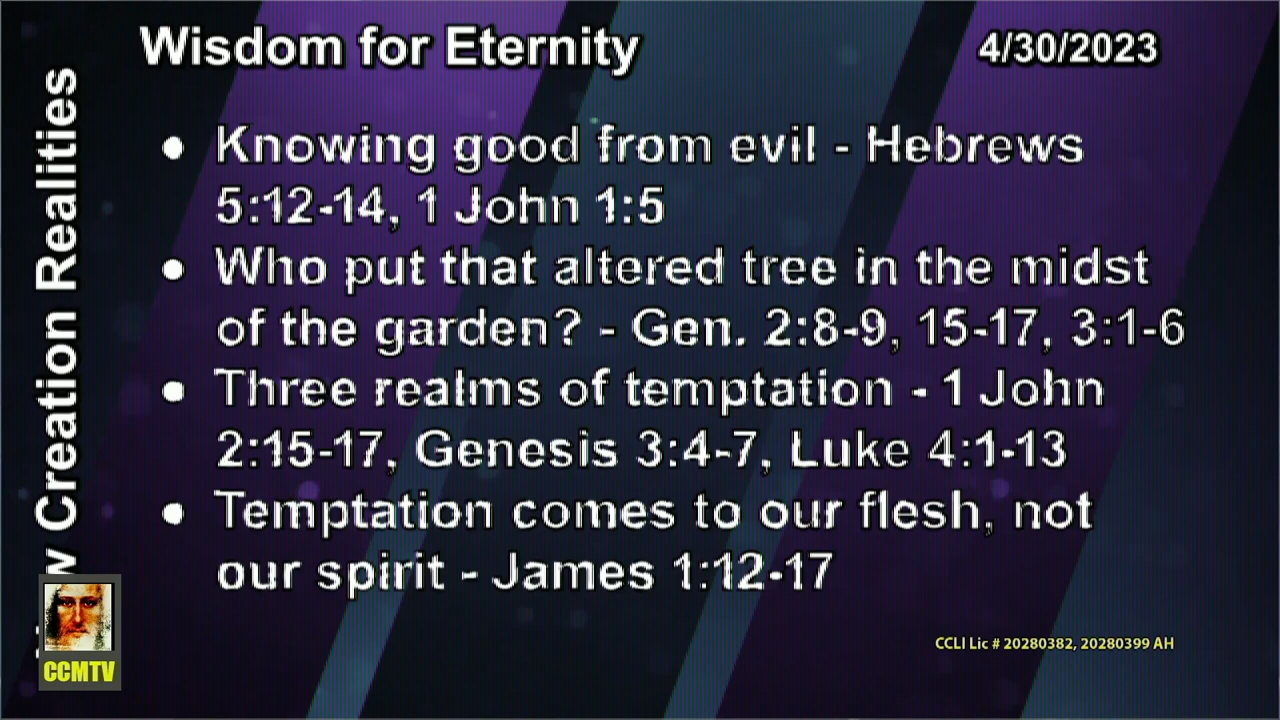 Wisdom for Eternity
4/30/2023
Creation Realities
• Knowing good from evil - Hebrews
5:12-14, 1 John 1:5
• Who put that altered tree in the midst
of the garden? - Gen. 2:8-9, 15-17, 3:1-6
• Three realms of temptation - 1 John
2:15-17, Genesis 3:4-7, Luke 4:1-13
• Temptation comes to our flesh, not
our spirit - James 1:12-17
CCLI Lic # 20280382, 20280399 AH
CCMTV